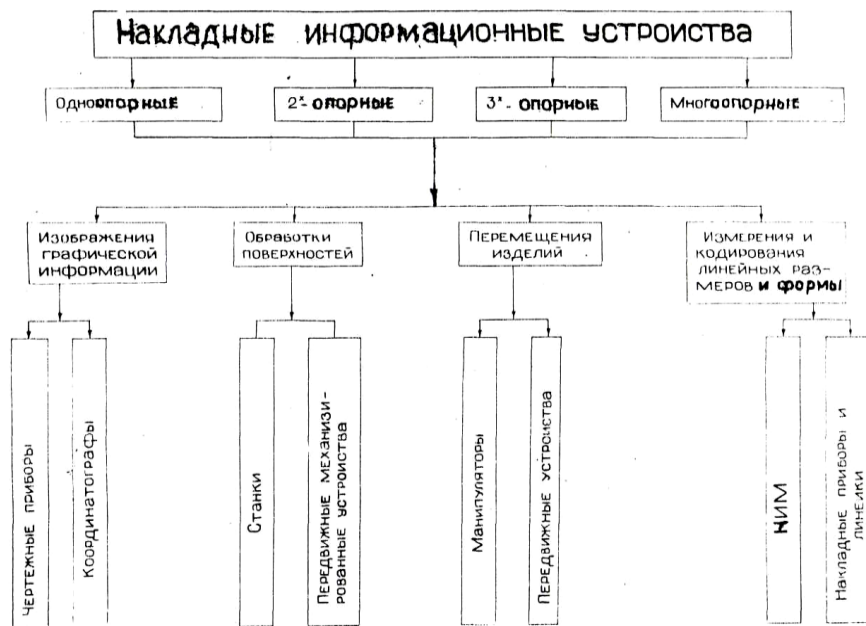 Накладные информационные устройства
Одноопорные
2х-опорные
3х-опорные
Многоопорные
Изображения
графической
информации
Обработки
поверхностей
Перемещения
изделий
Измерения и
кодирования
линейных раз-
меров и формы
Чертежные приборы
Координатографы
Станки
Передвижные механизи-
рованные устройства
Манипуляторы
Передвижные устройства
НИМ
Накладные приборы и
линейки